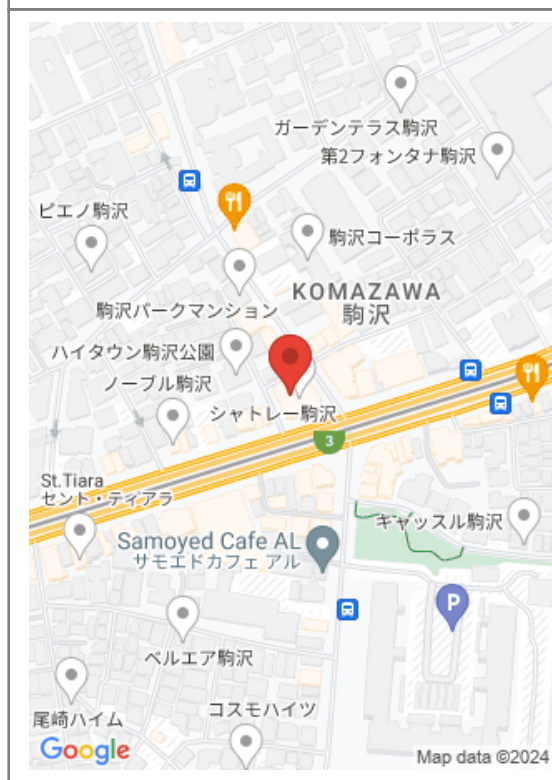 ガーデンテラス駒沢
第2フォンタナ駒沢
ピエノ駒沢
駒沢コーポラス
KOMAZAWA
駒沢
駒沢パークマンション
ハイタウン駒沢公園
ノーブル駒沢
シャトレー駒沢
3
St.Tiara
セント・ティアラ
キャッスル駒沢
Samoyed Cafe AL
サモエドカフェ アル
P
ベルエア駒沢
尾崎ハイム
コスモハイツ
Google
Map data ©2024